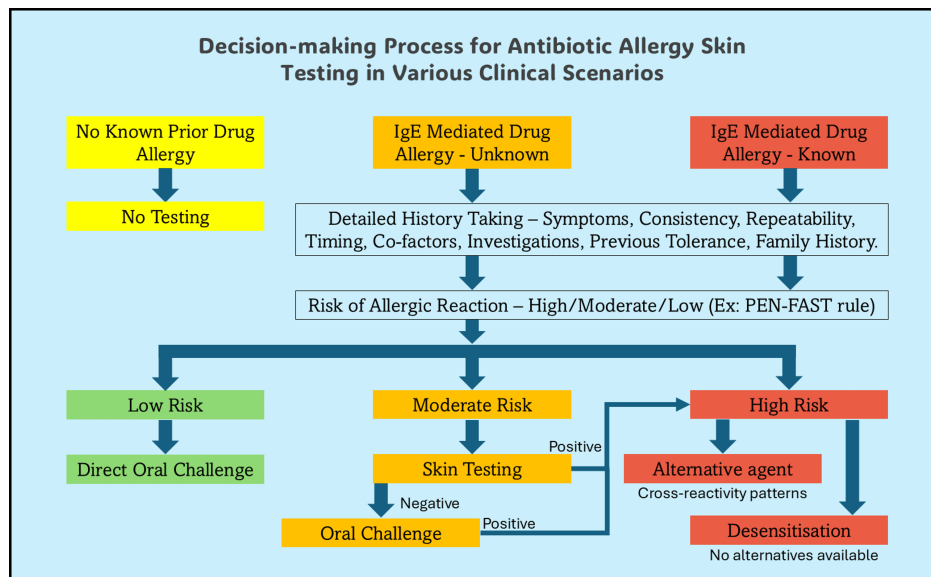 Decision-making Process for Antibiotic Allergy Skin
Testing in Various Clinical Scenarios
No Known Prior Drug
Allergy
IgE Mediated Drug
Allergy - Unknown
IgE Mediated Drug
Allergy - Known
No Testing
Detailed History Taking – Symptoms, Consistency, Repeatability,
Timing, Co-factors, Investigations, Previous Tolerance, Family History.
Risk of Allergic Reaction – High/Moderate/Low (Ex: PEN-FAST rule)
Low Risk
Moderate Risk
High Risk
Direct Oral Challenge
Skin Testing
Positive
Alternative agent
Cross-reactivity patterns
Negative
Oral Challenge
Positive
Desensitisation
No alternatives available